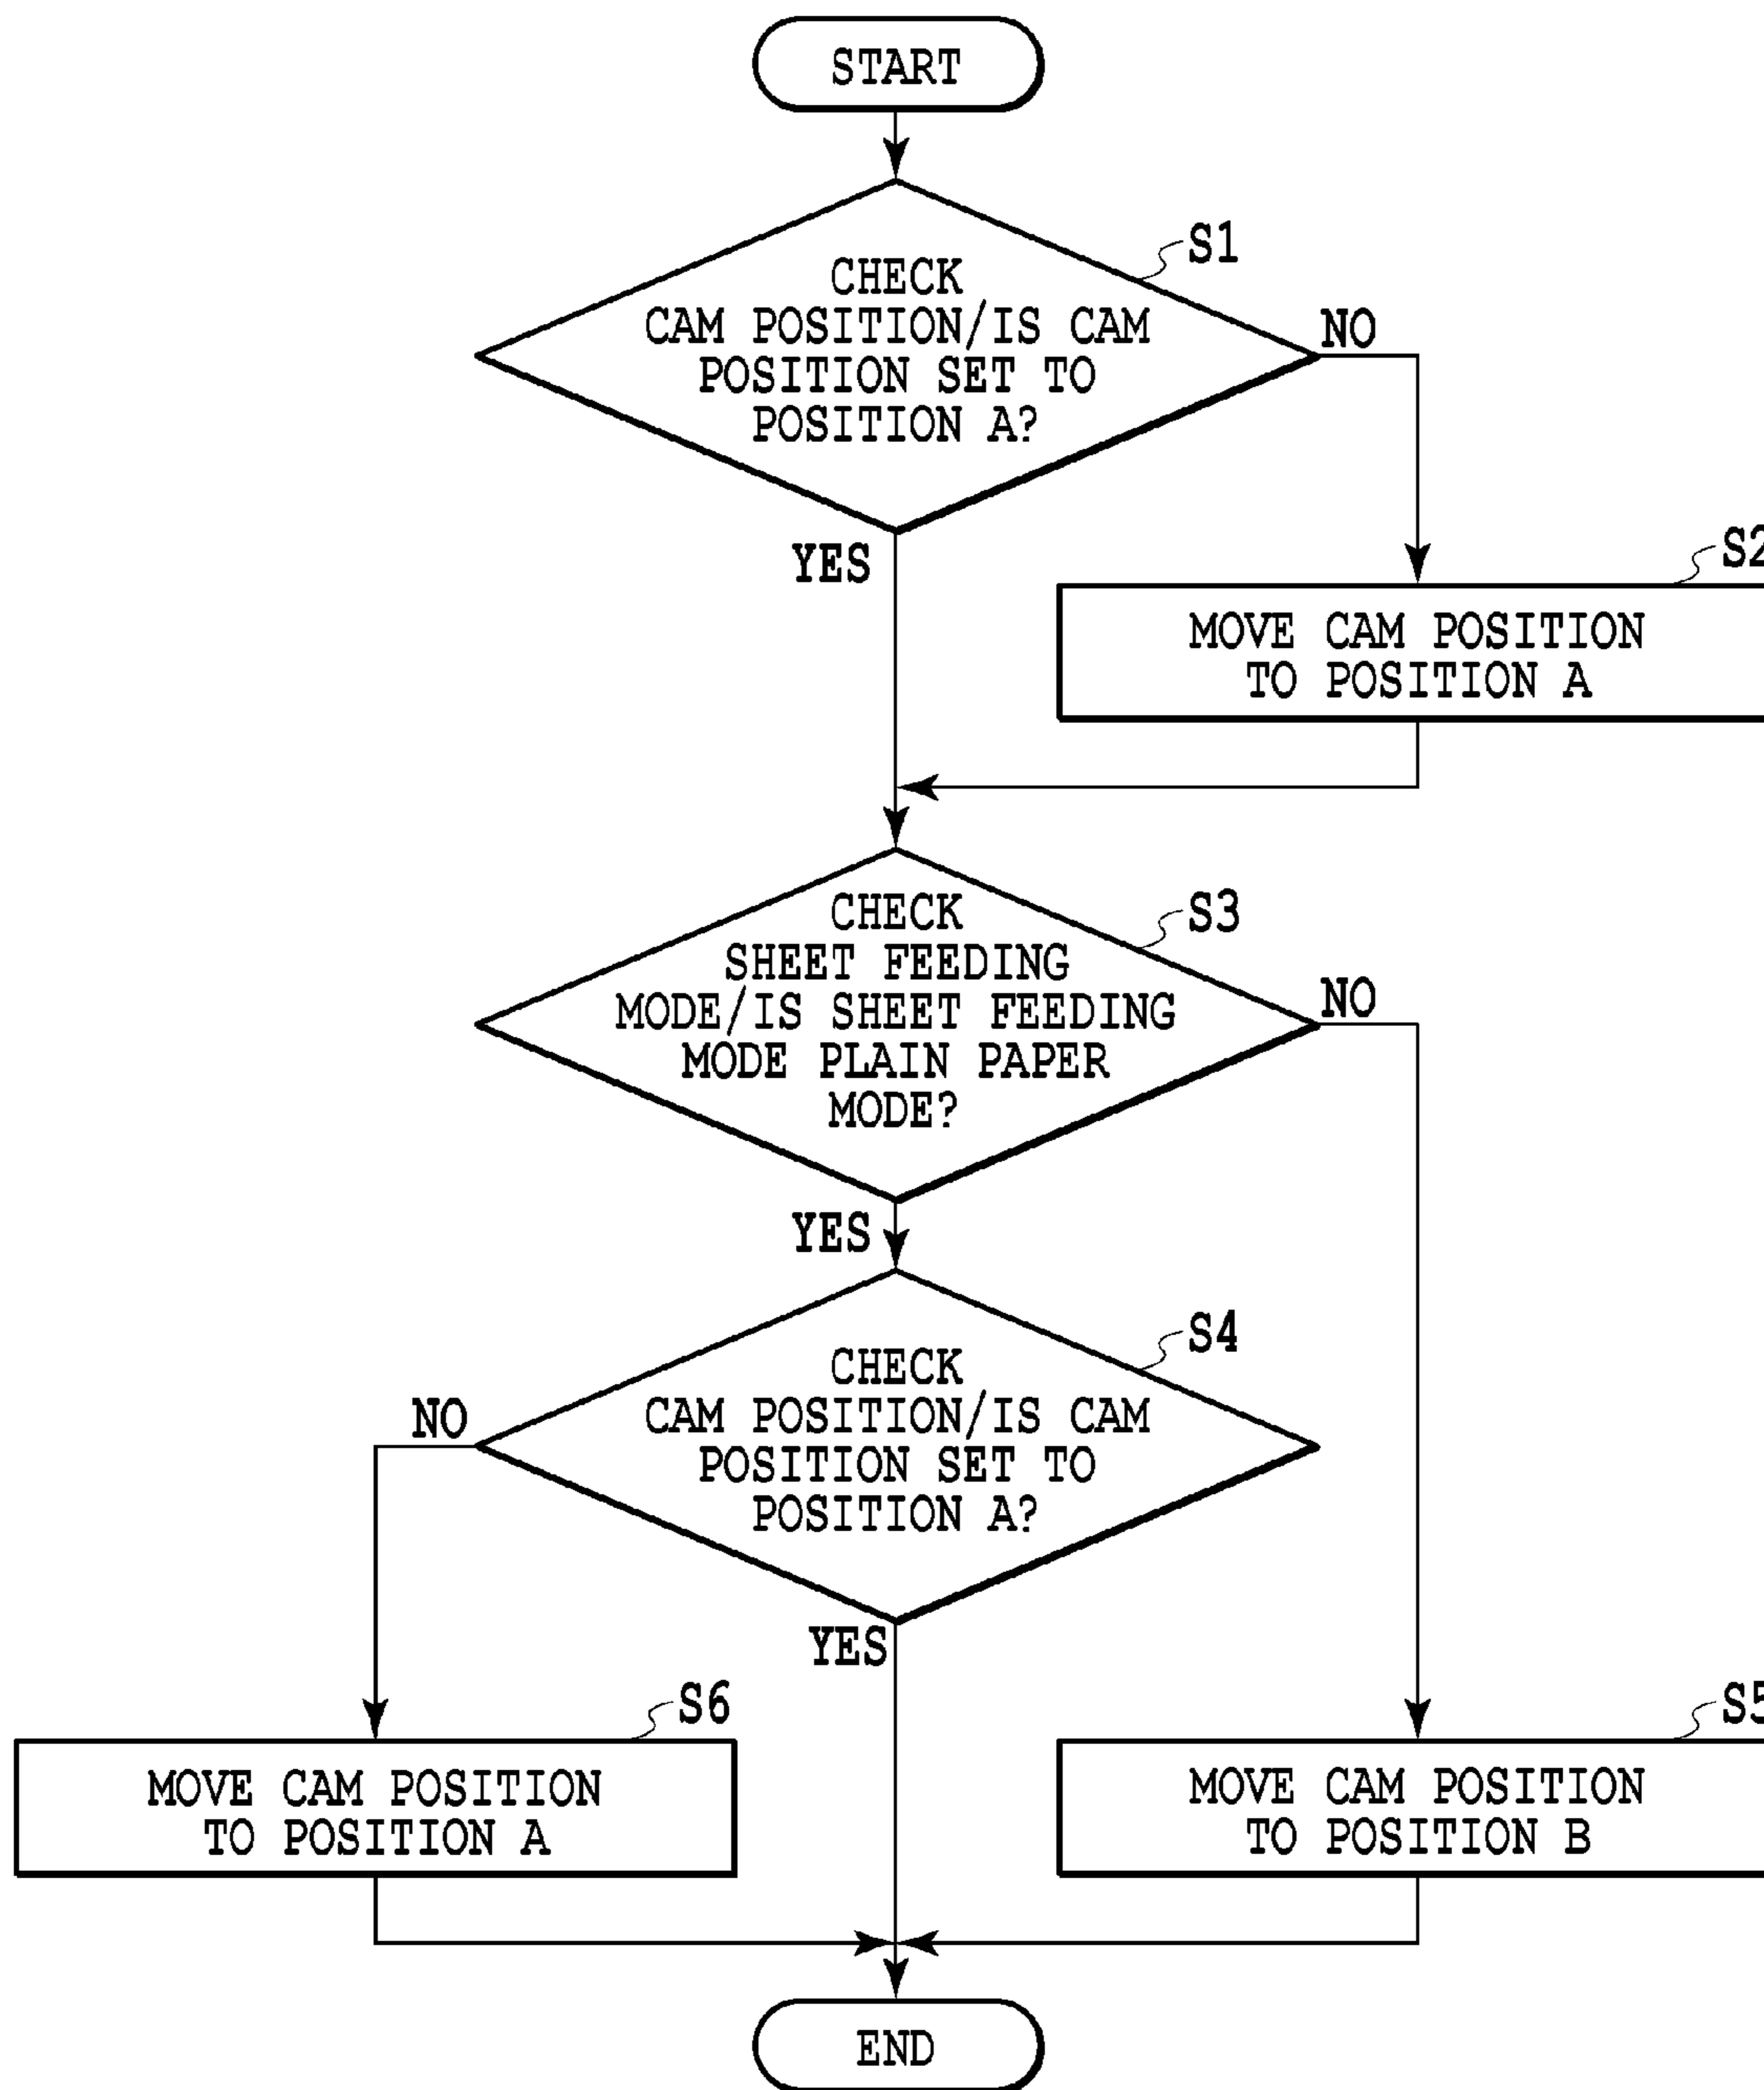 START
S1
CHECK
CAM POSITION/IS CAM
POSITION SET TO
POSITION A?
NO
YES
S2
MOVE CAM POSITION
TO POSITION A
S3
CHECK
SHEET FEEDING
MODE/IS SHEET FEEDING
MODE PLAIN PAPER
MODE?
NO
YES
S4
CHECK
CAM POSITION/IS CAM
POSITION SET TO
POSITION A?
NO
YES
S6
MOVE CAM POSITION
TO POSITION A
S5
MOVE CAM POSITION
TO POSITION B
END